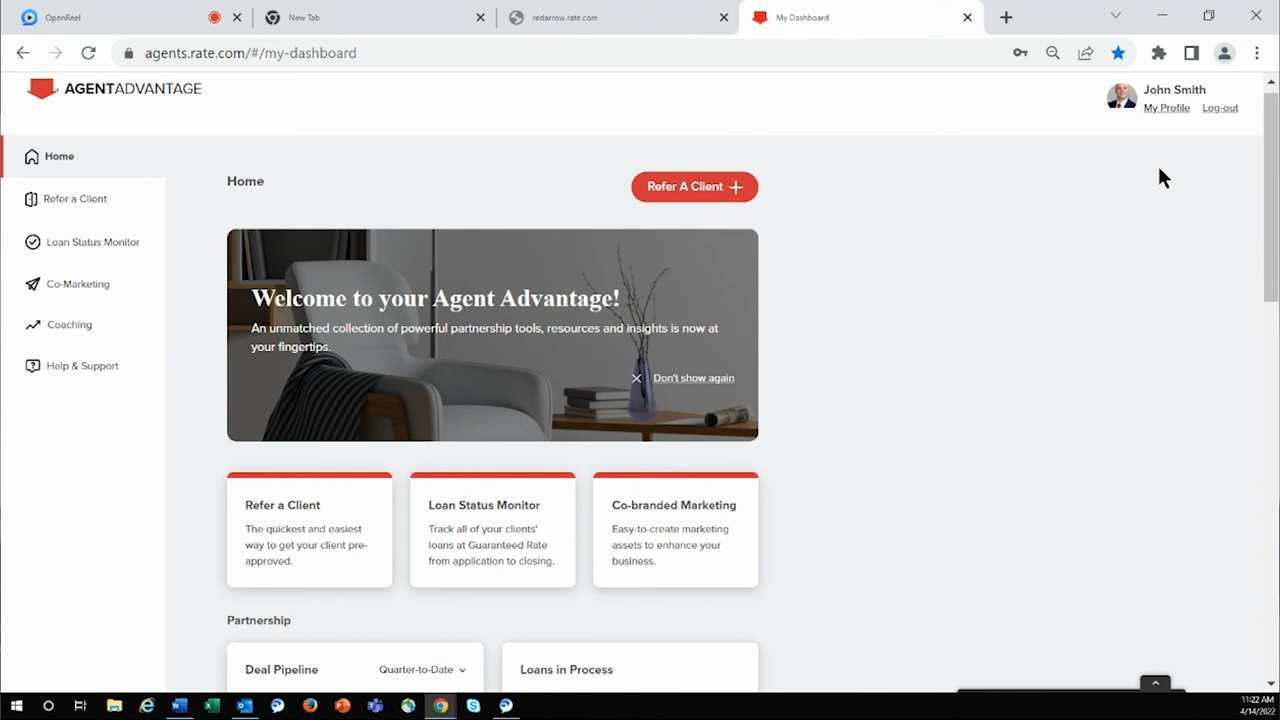 OpenReel
New Tab
redarrow.rate.com
My Dashboard
agents.rate.com/#/my-dashboard
AGENTADVANTAGE
John Smith
My Profile
Log-out
Home
Refer a Client
Loan Status Monitor
Co-Marketing
Coaching
Help & Support
Home
Refer A Client
Welcome to your Agent Advantage!
An unmatched collection of powerful partnership tools, resources and insights is now at
your fingertips.
Don't show again
Refer a Client
The quickest and easiest
way to get your client pre-
approved.
Loan Status Monitor
Track all of your clients'
loans at Guaranteed Rate
from application to closing.
Co-branded Marketing
Easy-to-create marketing
assets to enhance your
business.
Partnership
Deal Pipeline
Quarter-to-Date
Loans in Process
11:22 AM
4/14/2022